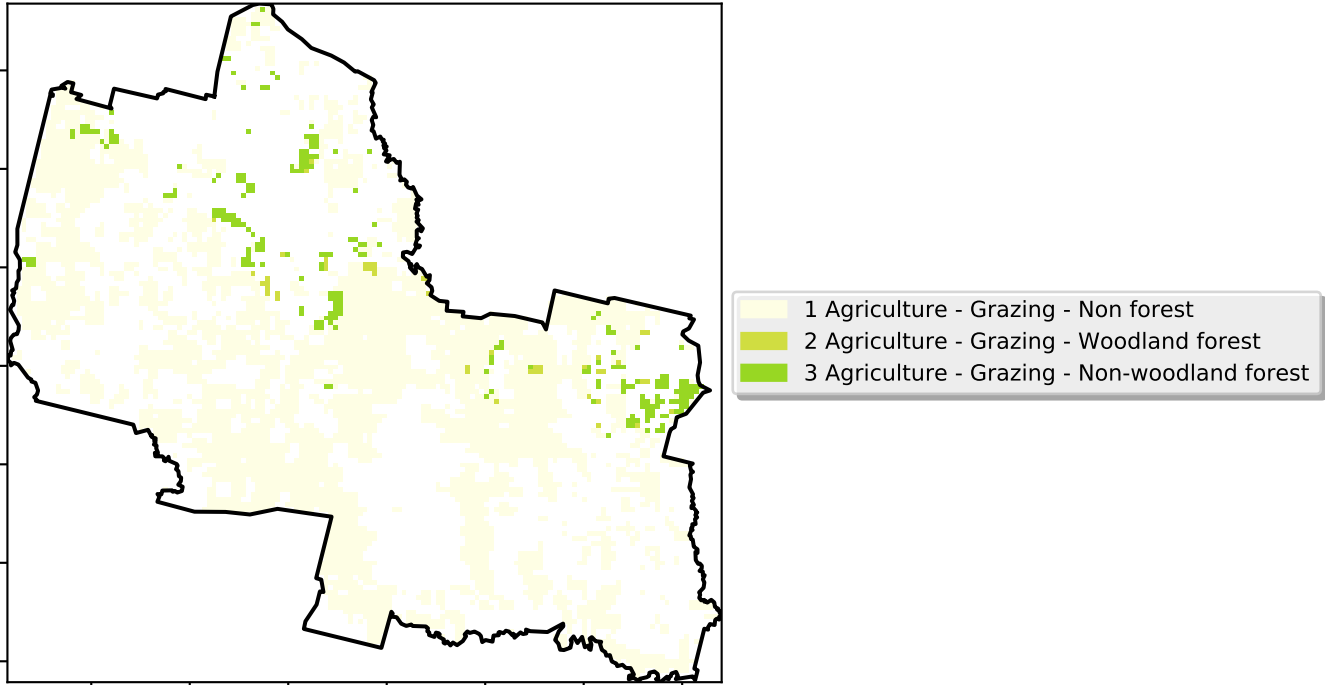 1 Agriculture - Grazing - Non forest
2 Agriculture - Grazing - Woodland forest
3 Agriculture - Grazing - Non-woodland forest